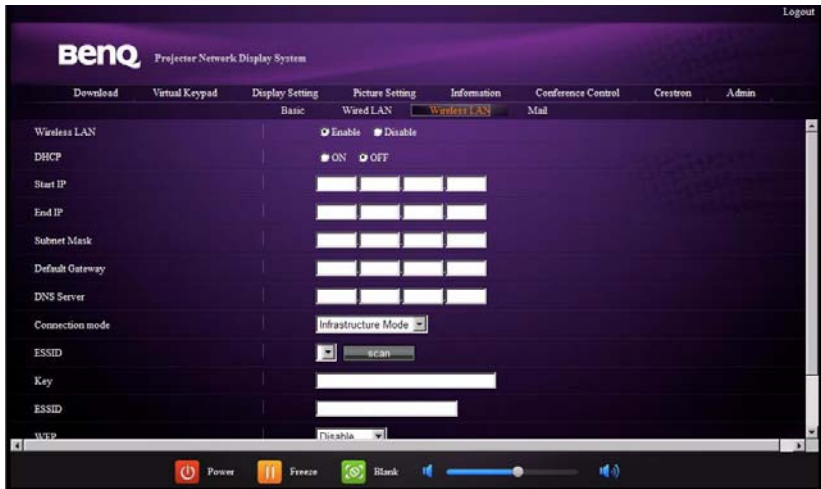 Logout
BenQ Projector Network Display System
Download Virtual Keypad Display Setting Picture Setting Information Conference Control Crestron Admin
Basic Wired LAN Wireless LAN Mail
Wireless LAN Enable Disable
DHCP ON OFF
Start IP
End IP
Subnet Mask
Default Gateway
DNS Server
Connection mode Infrastructure Mode
ESSID scan
Key
ESSID
WEP Disable
Power Freeze Blank